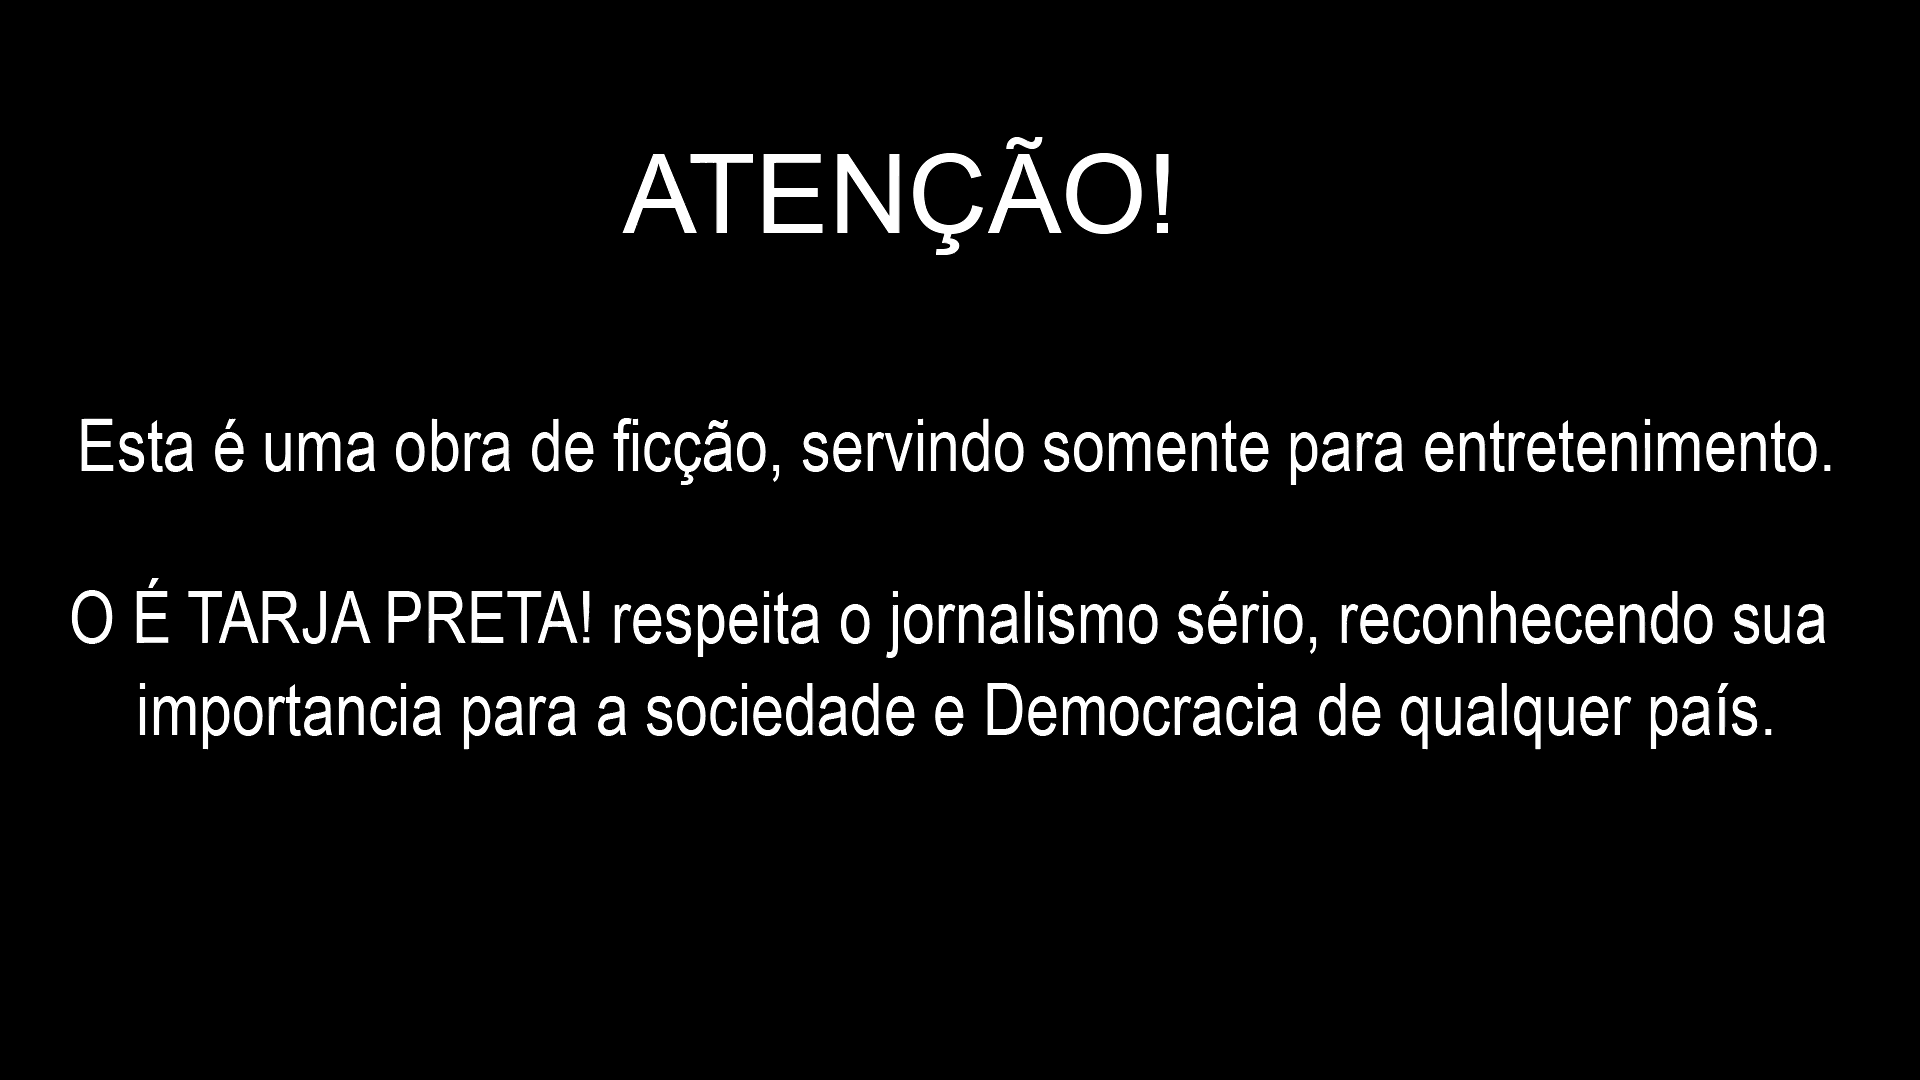 ATENÇÃO!
Esta é uma obra de ficção, servindo somente para entretenimento.
O É TARJA PRETA! respeita o jornalismo sério, reconhecendo sua
importancia para a sociedade e Democracia de qualquer país.